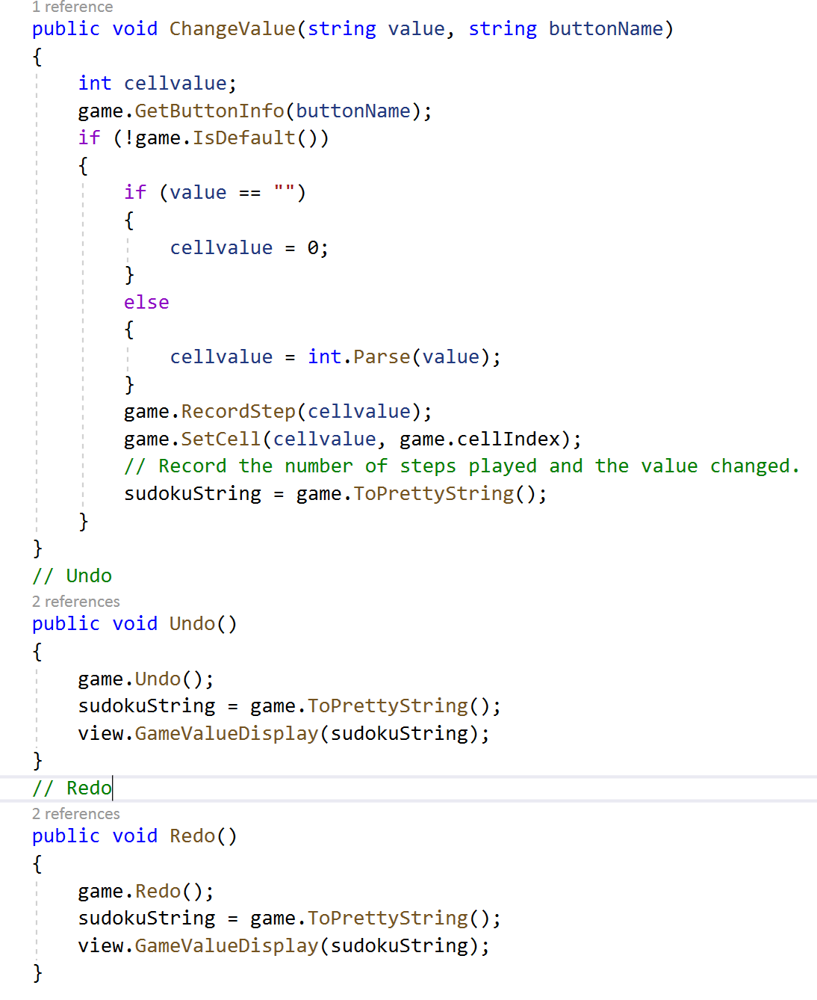 1 reference
public void ChangeValue(string value, string buttonName)
{
    int cellvalue;
    game.GetButtonInfo(buttonName);
    if (!game.IsDefault())
    {
        if (value == "")
        {
            cellvalue = 0;
        }
        else
        {
            cellvalue = int.Parse(value);
        }
        game.RecordStep(cellvalue);
        game.SetCell(cellvalue, game.cellIndex);
        // Record the number of steps played and the value changed.
        sudokuString = game.ToPrettyString();
    }
}
// Undo
2 references
public void Undo()
{
    game.Undo();
    sudokuString = game.ToPrettyString();
    view.GameValueDisplay(sudokuString);
}
// Redo
2 references
public void Redo()
{
    game.Redo();
    sudokuString = game.ToPrettyString();
    view.GameValueDisplay(sudokuString);
}